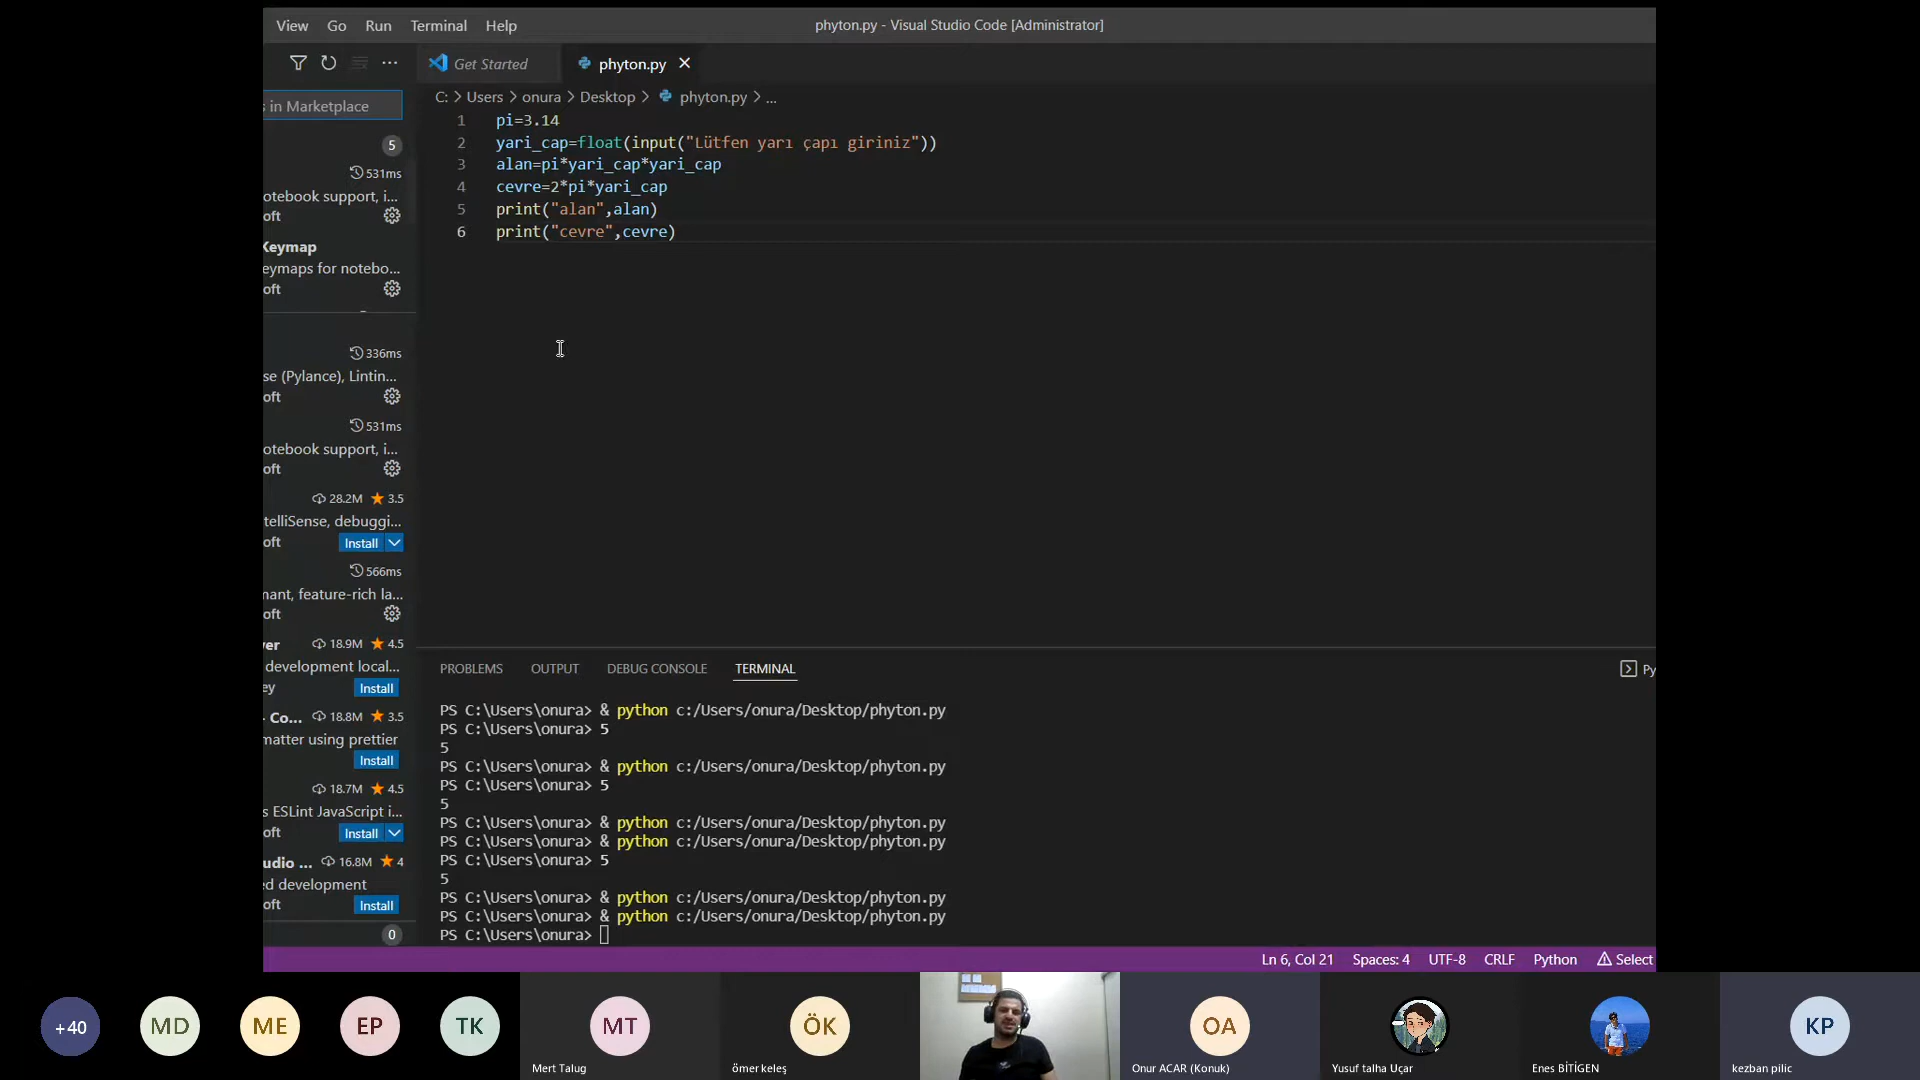 View Go Run Terminal Help
phyton.py - Visual Studio Code [Administrator]
Get Started
phyton.py
C: > Users > onura > Desktop > phyton.py > ...
s in Marketplace
5
531ms
otebook support, i...
oft
Keymap
eymaps for notebo...
oft
336ms
se (Pylance), Lintin...
oft
531ms
otebook support, i...
oft
28.2M 3.5
telliSense, debuggi...
oft Install
566ms
nant, feature-rich la...
oft
ver 18.9M 4.5
development local...
ey Install
- Co... 18.8M 3.5
matter using prettier
Install
18.7M 4.5
s ESLint JavaScript i...
oft Install
udio ... 16.8M 4
ed development
oft Install
0
1 pi=3.14
2 yari_cap=float(input("Lütfen yarı çapı giriniz"))
3 alan=pi*yari_cap*yari_cap
4 cevre=2*pi*yari_cap
5 print("alan",alan)
6 print("cevre",cevre)
PROBLEMS OUTPUT DEBUG CONSOLE TERMINAL
Py
PS C:\Users\onura> & python c:/Users/onura/Desktop/phyton.py
PS C:\Users\onura> 5
5
PS C:\Users\onura> & python c:/Users/onura/Desktop/phyton.py
PS C:\Users\onura> 5
5
PS C:\Users\onura> & python c:/Users/onura/Desktop/phyton.py
PS C:\Users\onura> & python c:/Users/onura/Desktop/phyton.py
PS C:\Users\onura> 5
5
PS C:\Users\onura> & python c:/Users/onura/Desktop/phyton.py
PS C:\Users\onura> & python c:/Users/onura/Desktop/phyton.py
PS C:\Users\onura>
Ln 6, Col 21 Spaces: 4 UTF-8 CRLF Python Select
+40 MD ME EP TK MT ÖK OA KP
Mert Talug
ömer keleş
Onur ACAR (Konuk)
Yusuf talha Uçar
Enes BİTİGEN
kezban pilic